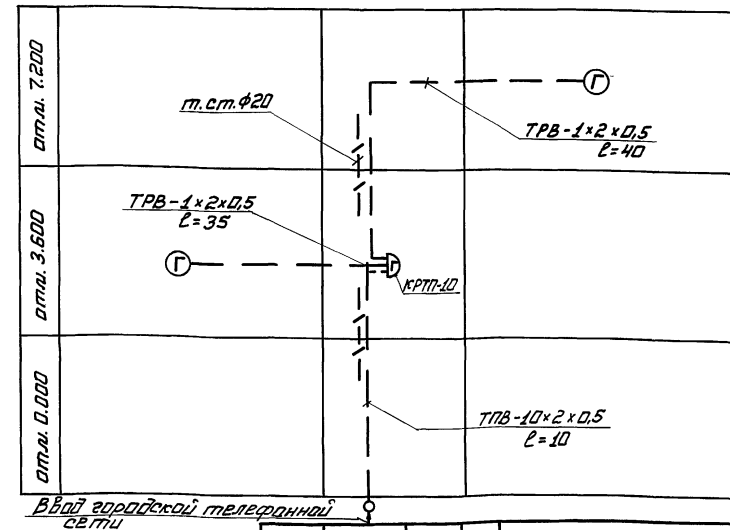 отм. 7.200
т.ст.ф20
Г
ТРВ-1×2×0,5
ℓ=40
отм. 3.600
ТРВ-1×2×0,5
ℓ=35
Г
Г
КРТП-10
отм. 0.000
ТПВ-10×2×0,5
ℓ=10
Ввод городской телефонной
сети